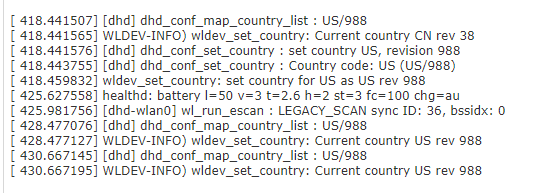 [ 418.441507] [dhd] dhd_conf_map_country_list : US/988
[ 418.441565] WLDEV-INFO) wldev_set_country: Current country CN rev 38
[ 418.441576] [dhd] dhd_conf_set_country : set country US, revision 988
[ 418.443755] [dhd] dhd_conf_set_country : Country code: US (US/988)
[ 418.459832] wldev_set_country: set country for US as US rev 988
[ 425.627558] healthd: battery l=50 v=3 t=2.6 h=2 st=3 fc=100 chg=au
[ 425.981756] [dhd-wlan0] wl_run_escan : LEGACY_SCAN sync ID: 36, bssidx: 0
[ 428.477076] [dhd] dhd_conf_map_country_list : US/988
[ 428.477127] WLDEV-INFO) wldev_set_country: Current country US rev 988
[ 430.667145] [dhd] dhd_conf_map_country_list : US/988
[ 430.667195] WLDEV-INFO) wldev_set_country: Current country US rev 988